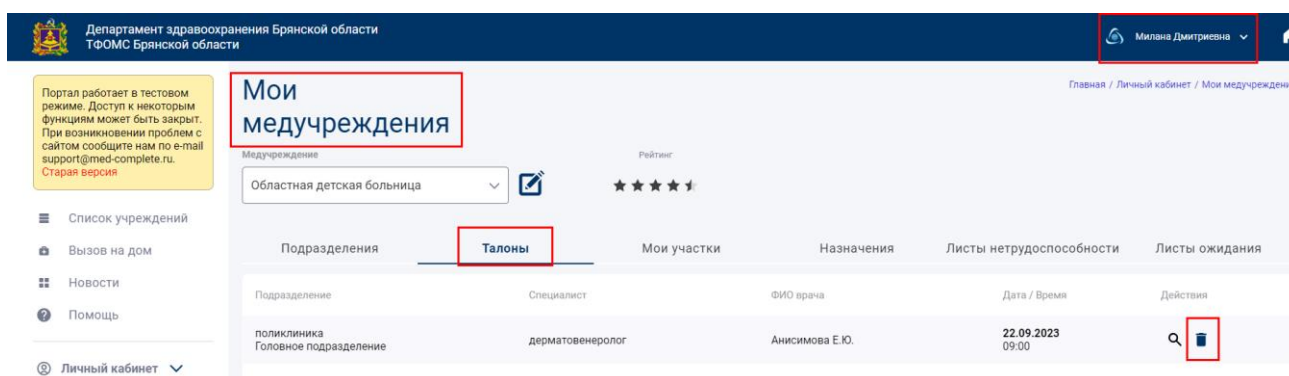 Департамент здравоохранения Брянской области
ТФОМС Брянской области
Милана Дмитриевна
Портал работает в тестовом
режиме. Доступ к некоторым
функциям может быть закрыт.
При возникновении проблем с
сайтом сообщите нам по e-mail
support@med-complete.ru.
Старая версия
Список учреждений
Вызов на дом
Новости
Помощь
Личный кабинет
Мои
медучреждения
Главная / Личный кабинет / Мои медучрежден
Медучреждение
Рейтинг
Областная детская больница
Подразделения Талоны Мои участки Назначения Листы нетрудоспособности Листы ожидания
Подразделение Специалист ФИО врача Дата / Время Действия
поликлиника
Головное подразделение
дерматовенеролог
Анисимова Е.Ю.
22.09.2023
09:00